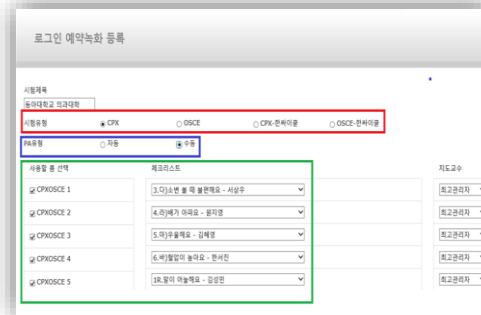 로그인 예약녹화 등록
시험제목
동아대학교 의과대학
시험유형 CPX OSCE CPX-한싸이클 OSCE-한싸이클
PA유형 자동 수동
사용할 룸 선택 체크리스트 지도교수
CPXOSCE 1 3.다)소변 볼 때 불편해요 - 서상우 최고관리자
CPXOSCE 2 4.라)배가 아파요 - 원지영 최고관리자
CPXOSCE 3 5.마)우울해요 - 김혜영 최고관리자
CPXOSCE 4 6.바)혈압이 높아요 - 한서진 최고관리자
CPXOSCE 5 1R.말이 어눌해요 - 김성민 최고관리자